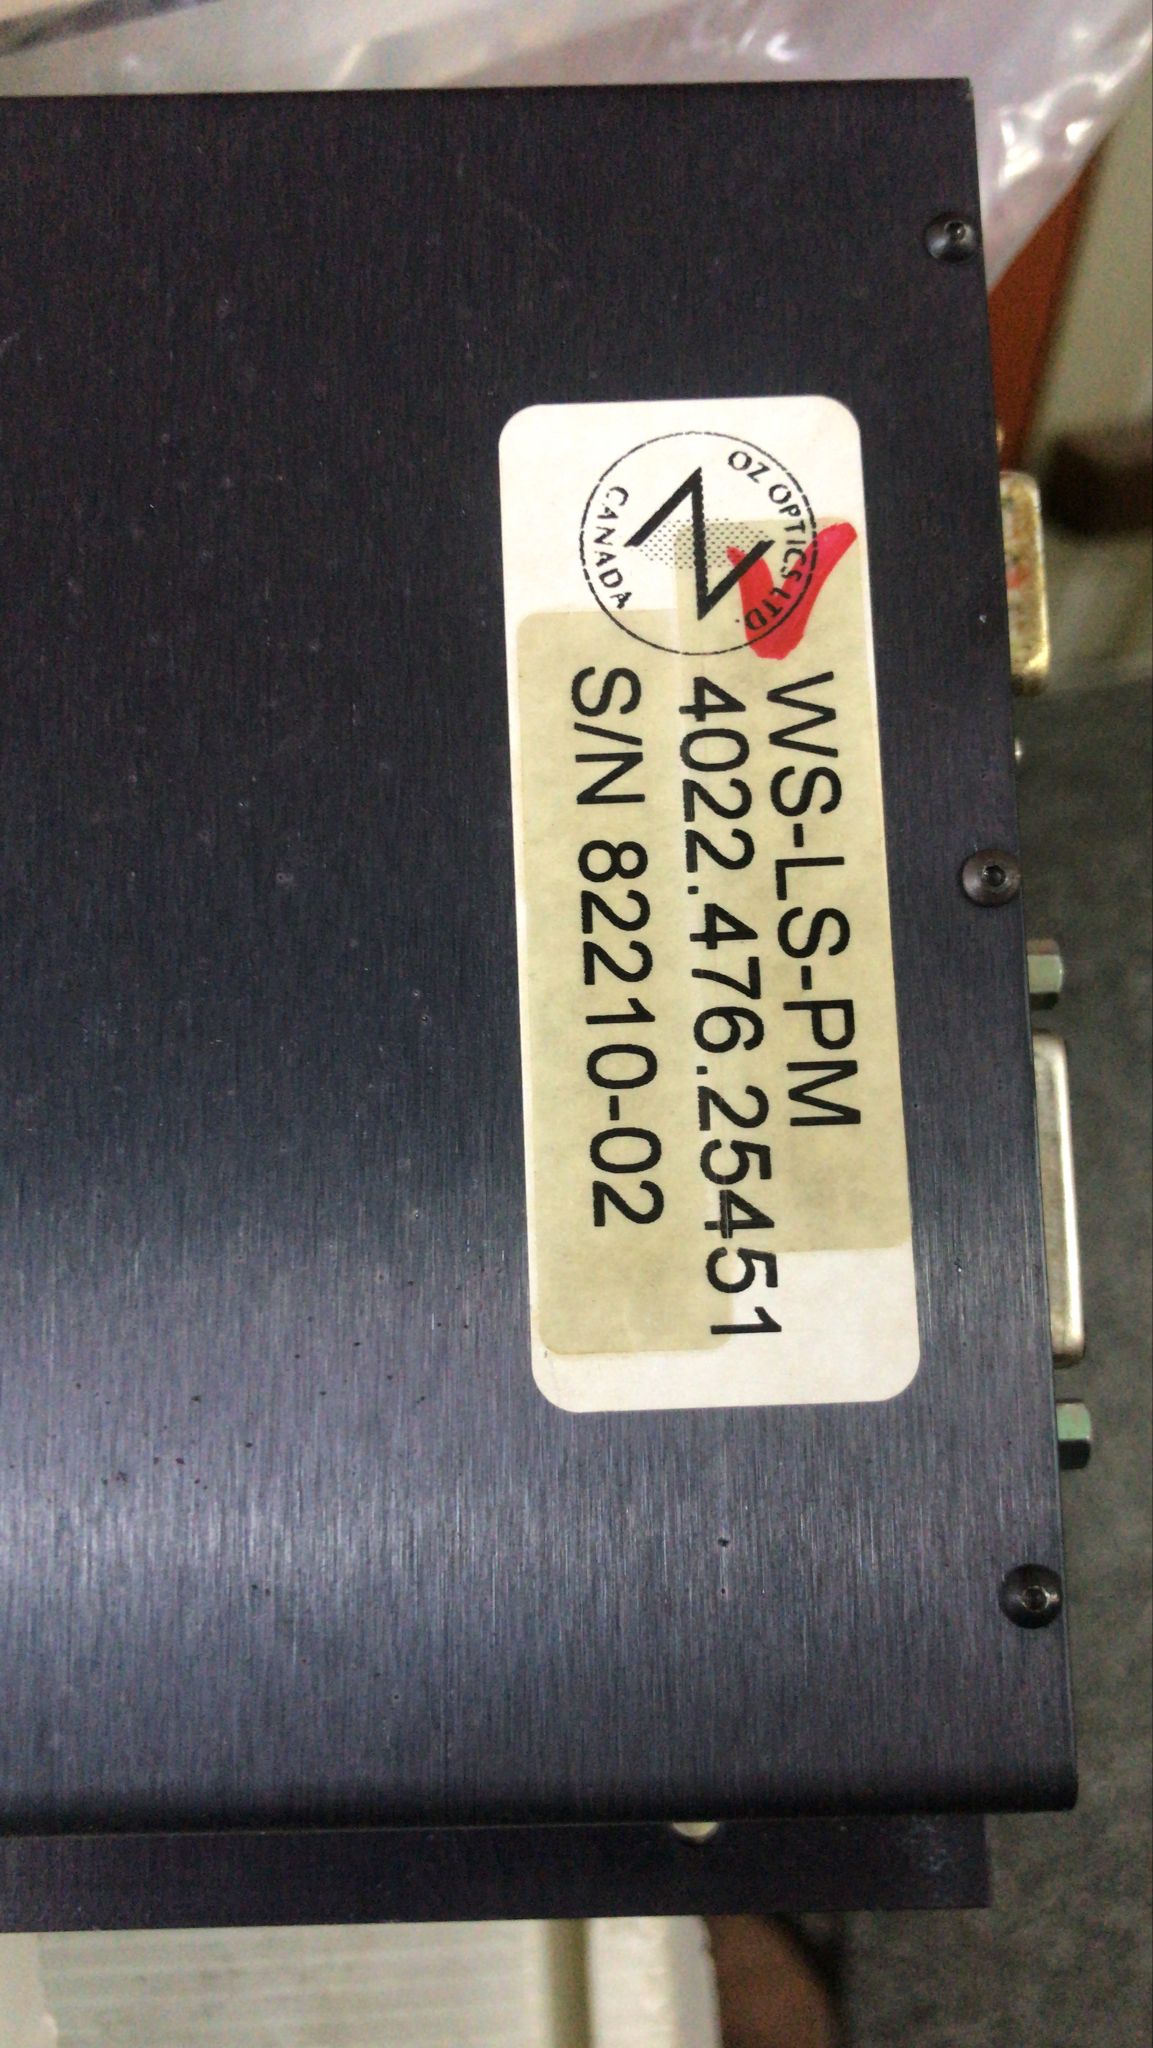 OZ OPTICS LTD.
CANADA
WS-LS-PM
4022.476.25451
S/N 82210-02